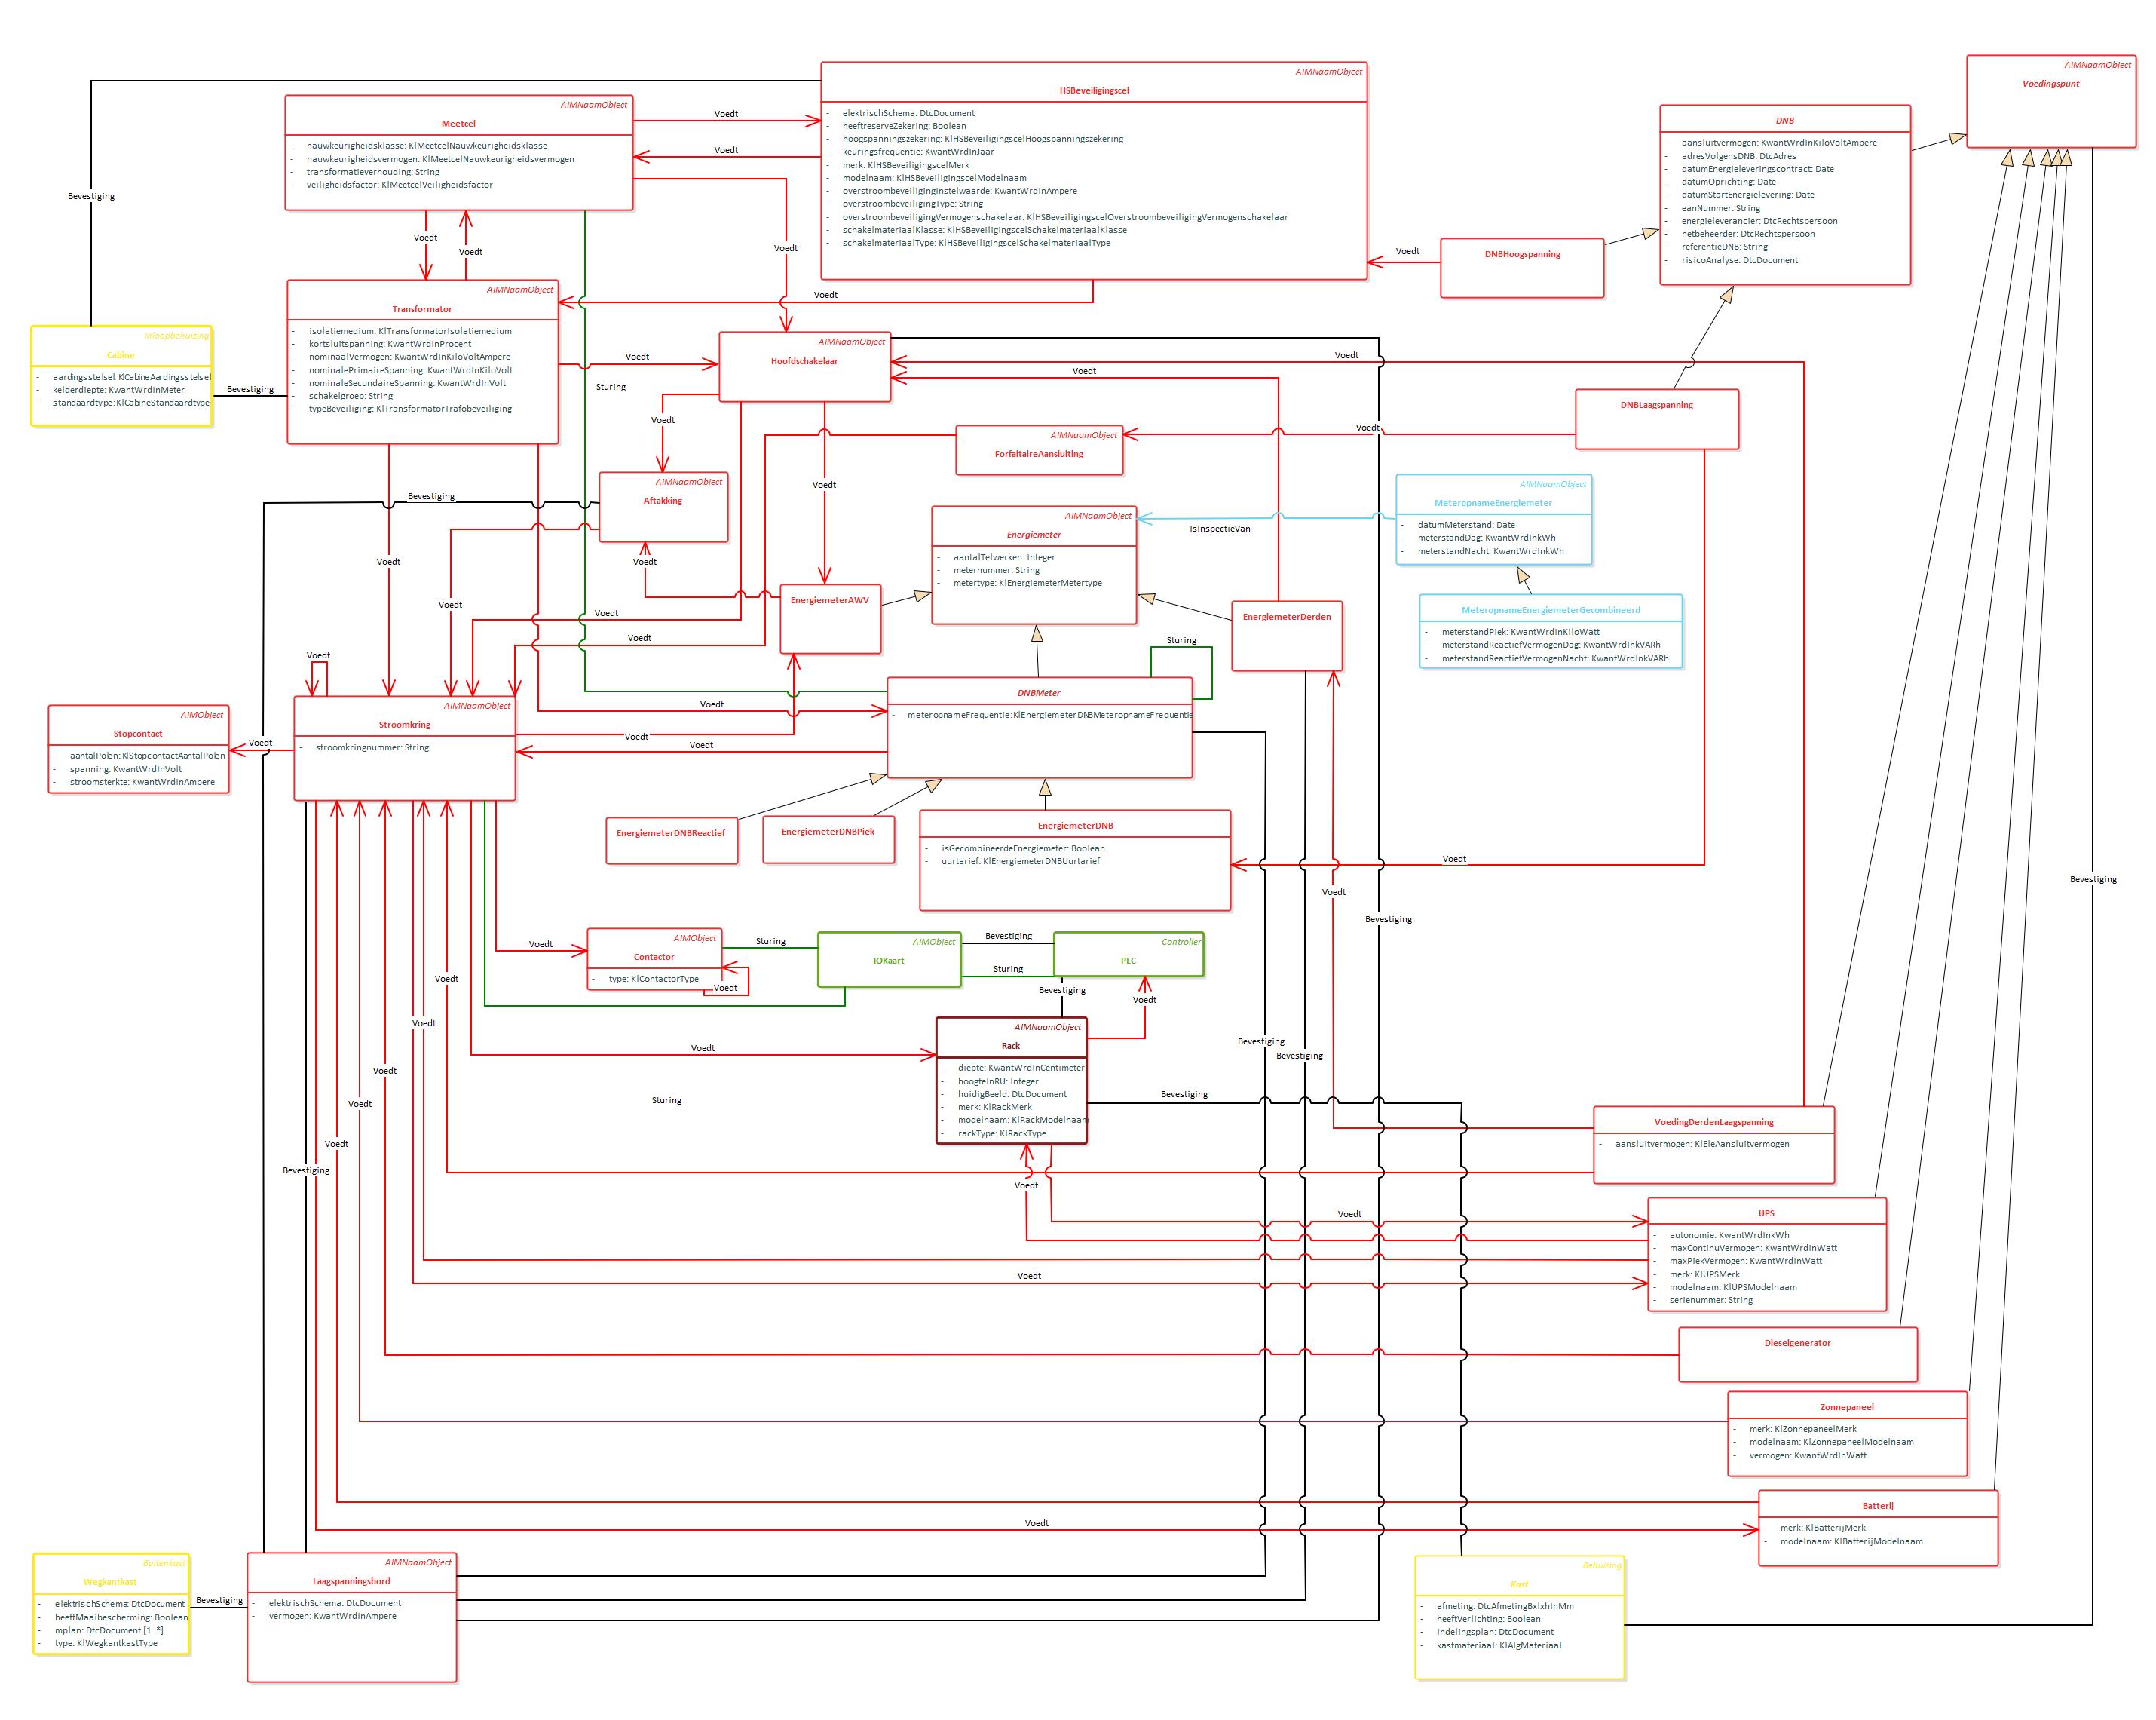 AIMNaamObject
Voedingspunt
AIMNaamObject
HSBeveiligingscel
- elektrischSchema: DtcDocument
- heeftreserveZekering: Boolean
- hoogspanningszekering: KlHSBeveiligingscelHoogspanningszekering
- keuringsfrequentie: KwantWrdInJaar
- merk: KlHSBeveiligingscelMerk
- modelnaam: KlHSBeveiligingscelModelnaam
- overstroombeveiligingInstelwaarde: KwantWrdInAmpere
- overstroombeveiligingType: String
- overstroombeveiligingVermogenschakelaar: KlHSBeveiligingscelOverstroombeveiligingVermogenschakelaar
- schakelmateriaalKlasse: KlHSBeveiligingscelSchakelmateriaalKlasse
- schakelmateriaalType: KlHSBeveiligingscelSchakelmateriaalType
AIMNaamObject
Meetcel
- nauwkeurigheidsklasse: KlMeetcelNauwkeurigheidsklasse
- nauwkeurigheidsvermogen: KlMeetcelNauwkeurigheidsvermogen
- transformatieverhouding: String
- veiligheidsfactor: KlMeetcelVeiligheidsfactor
Voedt
Voedt
DNB
- aansluitvermogen: KwantWrdInKiloVoltAmpere
- adresVolgensDNB: DtcAdres
- datumEnergieleveringscontract: Date
- datumOprichting: Date
- datumStartEnergielevering: Date
- eanNummer: String
- energieleverancier: DtcRechtspersoon
- netbeheerder: DtcRechtspersoon
- referentieDNB: String
- risicoAnalyse: DtcDocument
Bevestiging
Voedt
Voedt
Voedt
Voedt
DNBHoogspanning
AIMNaamObject
Transformator
- isolatiemedium: KlTransformatorIsolatiemedium
- kortsluitspanning: KwantWrdInProcent
- nominaalVermogen: KwantWrdInKiloVoltAmpere
- nominalePrimaireSpanning: KwantWrdInKiloVolt
- nominaleSecundaireSpanning: KwantWrdInVolt
- schakelgroep: String
- typeBeveiliging: KlTransformatorTrafobeveiliging
Voedt
Inloopbehuizing
Cabine
- aardingsstelsel: KlCabineAardingsstelsel
- kelderdiepte: KwantWrdInMeter
- standaardtype: KlCabineStandaardtype
Bevestiging
Voedt
Sturing
AIMNaamObject
Hoofdschakelaar
Voedt
Voedt
DNBLaagspanning
Voedt
AIMNaamObject
ForfaitaireAansluiting
Voedt
AIMNaamObject
Aftakking
Bevestiging
Voedt
AIMNaamObject
MeteropnameEnergiemeter
- datumMeterstand: Date
- meterstandDag: KwantWrdInkWh
- meterstandNacht: KwantWrdInkWh
AIMNaamObject
Energiemeter
- aantalTelwerken: Integer
- meternummer: String
- metertype: KlEnergiemeterMetertype
IsInspectieVan
Voedt
Voedt
EnergiemeterAWV
MeteropnameEnergiemeterGecombineerd
- meterstandPiek: KwantWrdInKiloWatt
- meterstandReactiefVermogenDag: KwantWrdInkVARh
- meterstandReactiefVermogenNacht: KwantWrdInkVARh
EnergiemeterDerden
Voedt
Voedt
Voedt
Sturing
Voedt
DNBMeter
- meteropnameFrequentie: KlEnergiemeterDNBMeteropnameFrequentie
AIMNaamObject
Stroomkring
- stroomkringnummer: String
AIMObject
Stopcontact
- aantalPolen: KlStopcontactAantalPolen
- spanning: KwantWrdInVolt
- stroomsterkte: KwantWrdInAmpere
Voedt
Voedt
Voedt
Voedt
EnergiemeterDNBReactief
EnergiemeterDNBPiek
EnergiemeterDNB
- isGecombineerdeEnergiemeter: Boolean
- uurtarief: KlEnergiemeterDNBUurtarief
Voedt
Bevestiging
Voedt
Bevestiging
AIMObject
Contactor
- type: KlContactorType
Voedt
Voedt
Sturing
AIMObject
IOKaart
Bevestiging
Sturing
Controller
PLC
Voedt
Bevestiging
Voedt
Voedt
AIMNaamObject
Rack
- diepte: KwantWrdInCentimeter
- hoogteInRU: Integer
- huidigBeeld: DtcDocument
- merk: KlRackMerk
- modelnaam: KlRackModelnaam
- rackType: KlRackType
Voedt
Bevestiging
Bevestiging
Voedt
Voedt
Sturing
Bevestiging
VoedingDerdenLaagspanning
- aansluitvermogen: KlEleAansluitvermogen
Voedt
Bevestiging
Voedt
Voedt
UPS
- autonomie: KwantWrdInkWh
- maxContinuVermogen: KwantWrdInWatt
- maxPiekVermogen: KwantWrdInWatt
- merk: KlUPSMerk
- modelnaam: KlUPSModelnaam
- serienummer: String
Voedt
Dieselgenerator
Zonnepaneel
- merk: KlZonnepaneelMerk
- modelnaam: KlZonnepaneelModelnaam
- vermogen: KwantWrdInWatt
Batterij
- merk: KlBatterijMerk
- modelnaam: KlBatterijModelnaam
Voedt
Buitenkast
Wegkantkast
- elektrischSchema: DtcDocument
- heeftMaaibescherming: Boolean
- mplan: DtcDocument [1..*]
- type: KlWegkantkastType
Bevestiging
AIMNaamObject
Laagspanningsbord
- elektrischSchema: DtcDocument
- vermogen: KwantWrdInAmpere
Behuizing
Kast
- afmeting: DtcAfmetingBxlxhInMm
- heeftVerlichting: Boolean
- indelingsplan: DtcDocument
- kastmateriaal: KlAlgMateriaal